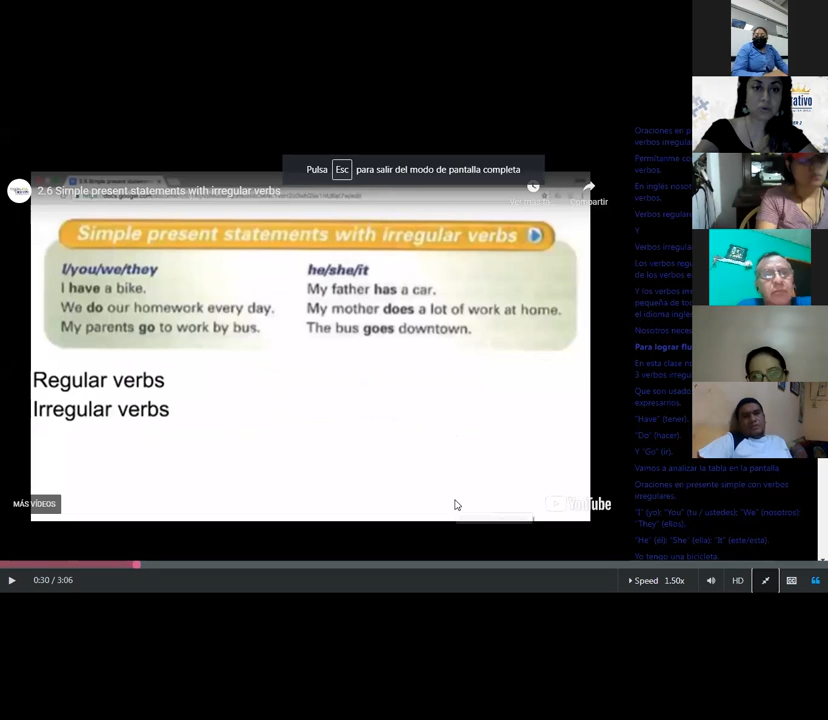 Pulsa Esc para salir del modo de pantalla completa
2.6 Simple present statements with irregular verbs
Compartir
Simple present statements with irregular verbs
I/you/we/they
I have a bike.
We do our homework every day.
My parents go to work by bus.
he/she/it
My father has a car.
My mother does a lot of work at home.
The bus goes downtown.
Regular verbs
Irregular verbs
MÁS VÍDEOS
YouTube
0:30 / 3:06
Speed 1.50x
HD
CC
Oraciones en p
verbos irregula
Permítanme co
verbos.
En ingles nosot
verbos.
Verbos regulare
Y
Verbos irregula
Los verbos regi
de los verbos e
Y los verbos irre
pequeña de tod
el idioma ingles
Nosotros neces
Para lograr flu
En esta clase no
3 verbos irregu
Que son usado
expresarnos.
"Have" (tener).
"Do" (hacer).
Y "Go" (ir).
Vamos a analizar la tabla en la pantalla
Oraciones en presente simple con verbos
irregulares.
"I" (yo); "You" (tu / ustedes); "We" (nosotros);
"They" (ellos).
"He" (él); "She" (ella); "It" (este/esta).
Yo tengo una bicicleta.